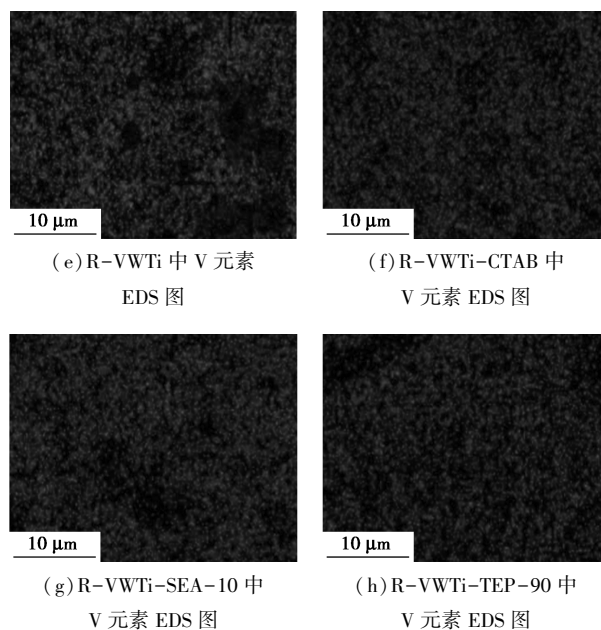 10 μm
10 μm
(e)R-VWTi 中 V 元素
EDS 图
(f)R-VWTi-CTAB 中
V 元素 EDS 图
10 μm
10 μm
(g)R-VWTi-SEA-10 中
V 元素 EDS 图
(h)R-VWTi-TEP-90 中
V 元素 EDS 图